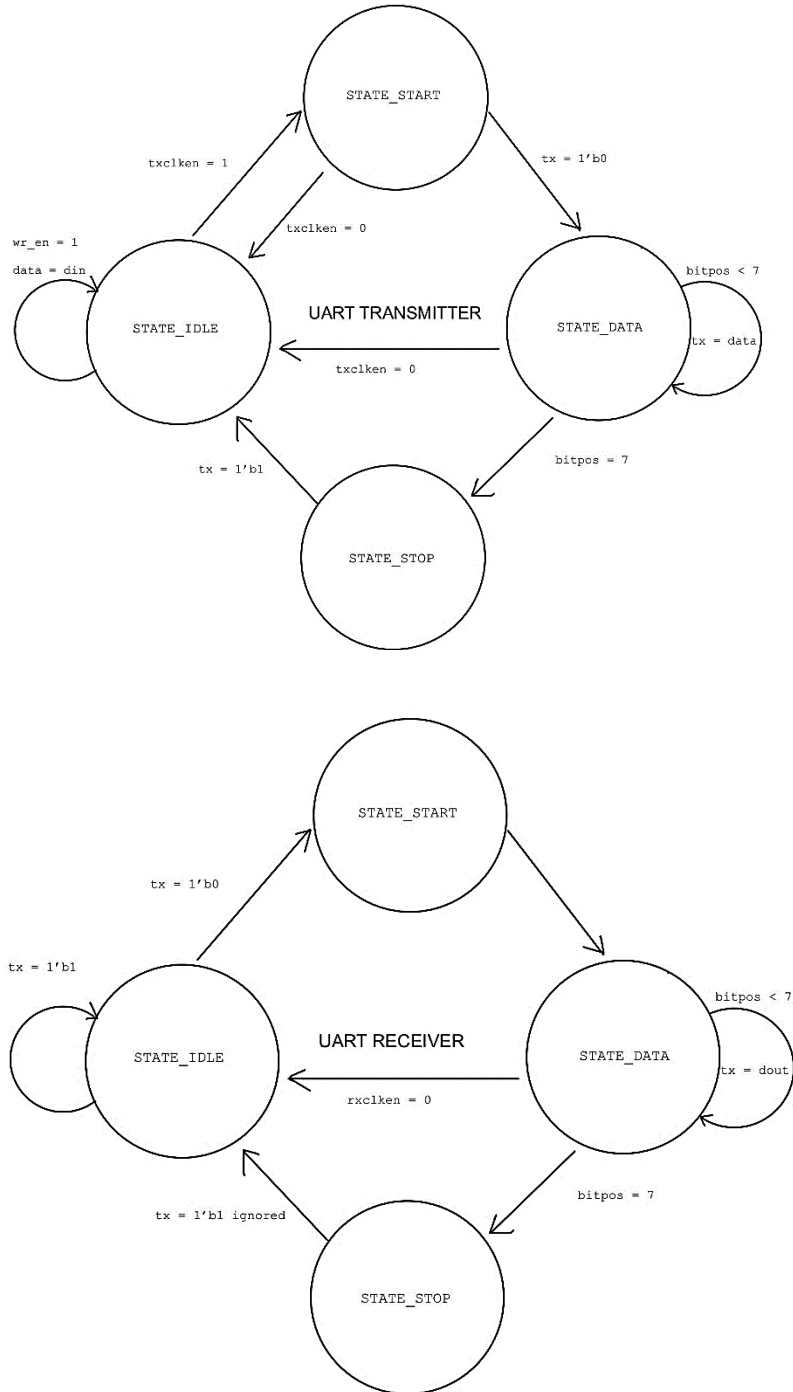 STATE_START
txclken = 1
tx = 1'b0
txclken = 0
wr_en = 1
data = din
bitpos < 7
UART TRANSMITTER
STATE_IDLE
STATE_DATA
tx = data
txclken = 0
tx = 1'b1
bitpos = 7
STATE_STOP
STATE_START
tx = 1'b0
tx = 1'b1
bitpos < 7
UART RECEIVER
STATE_IDLE
STATE_DATA
tx = dout
rxclken = 0
tx = 1'b1 ignored
bitpos = 7
STATE_STOP